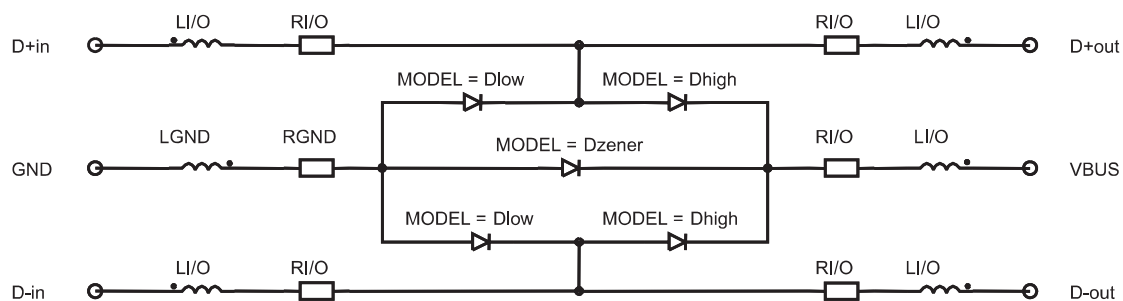 LI/O RI/O RI/O LI/O
D+in D+out
MODEL = Dlow MODEL = Dhigh
LGND RGND MODEL = Dzener RI/O LI/O
GND VBUS
MODEL = Dlow MODEL = Dhigh
LI/O RI/O RI/O LI/O
D-in D-out